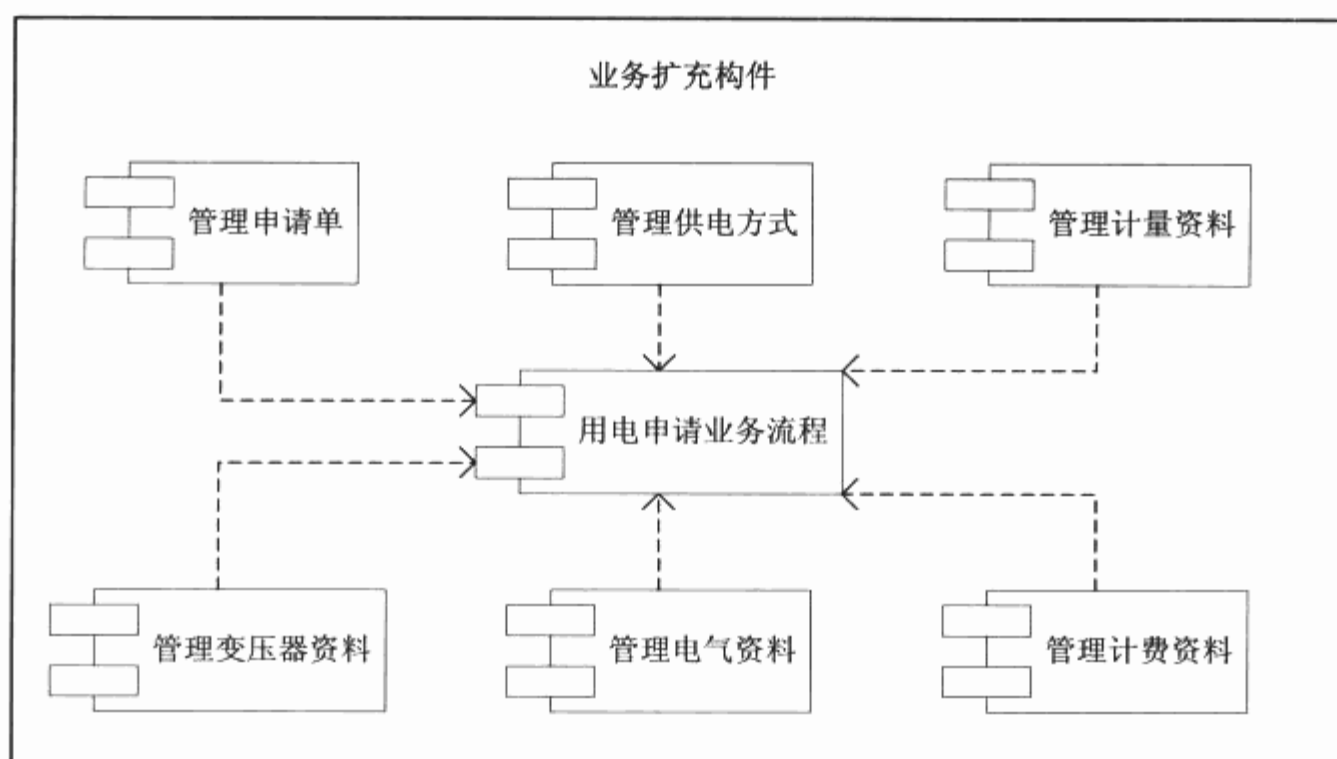 业务扩充构件
管理申请单
管理供电方式
管理计量资料
用电申请业务流程
管理变压器资料
管理电气资料
管理计费资料